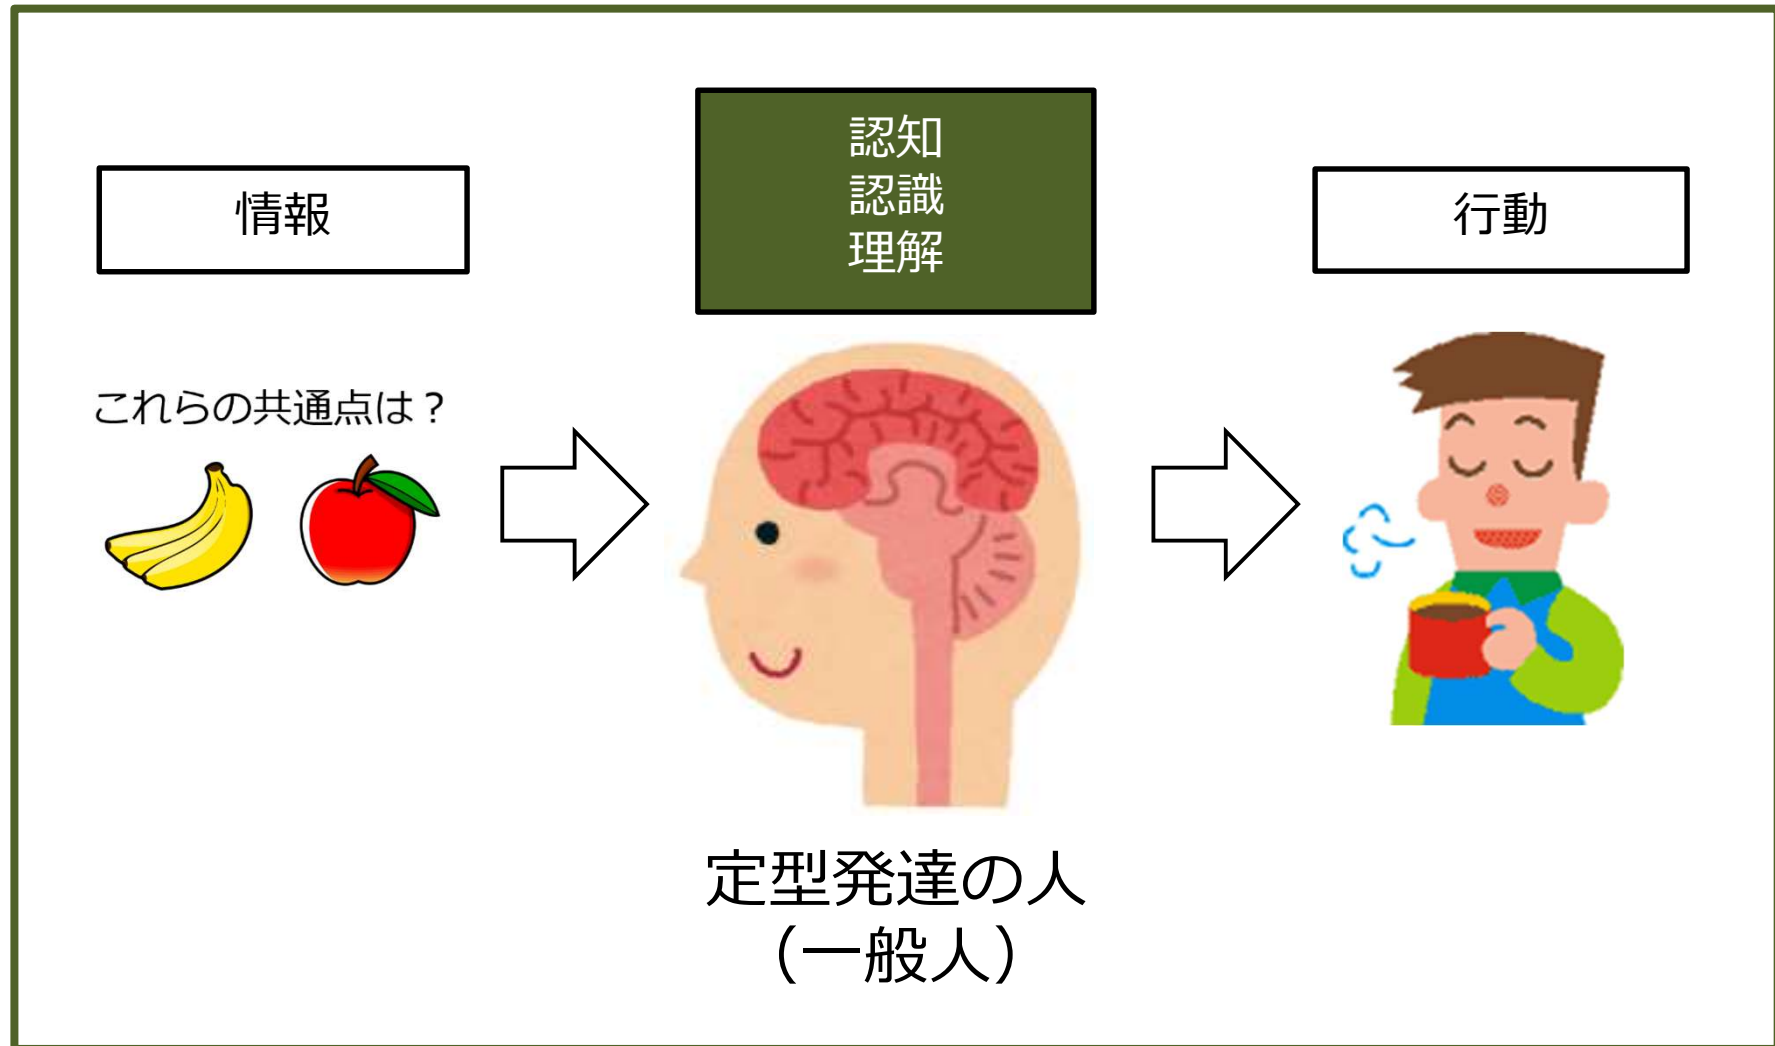 情報
認知
認識
理解
行動
これらの共通点は？
定型発達の人
（一般人）